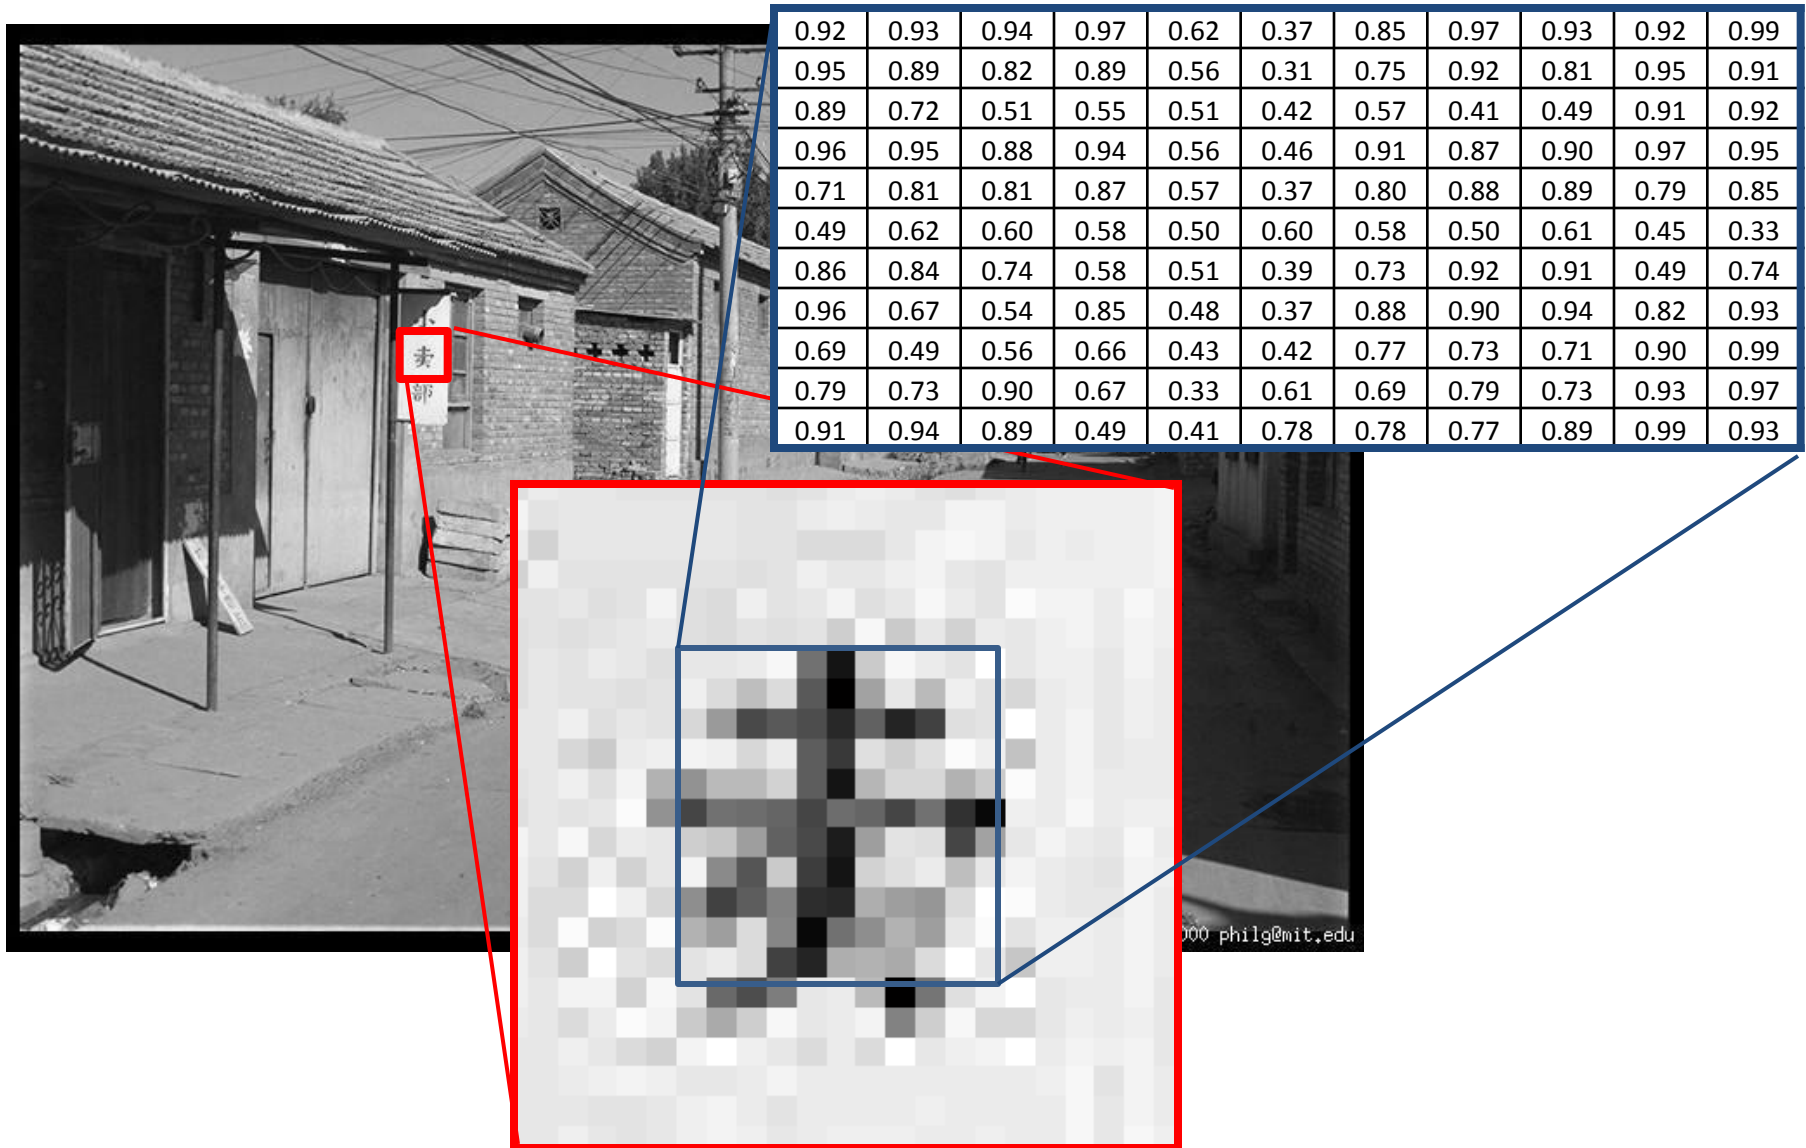 0.92 0.93 0.94 0.97 0.62 0.37 0.85 0.97 0.93 0.92 0.99
0.95 0.89 0.82 0.89 0.56 0.31 0.75 0.92 0.81 0.95 0.91
0.89 0.72 0.51 0.55 0.51 0.42 0.57 0.41 0.49 0.91 0.92
0.96 0.95 0.88 0.94 0.56 0.46 0.91 0.87 0.90 0.97 0.95
0.71 0.81 0.81 0.87 0.57 0.37 0.80 0.88 0.89 0.79 0.85
0.49 0.62 0.60 0.58 0.50 0.60 0.58 0.50 0.61 0.45 0.33
0.86 0.84 0.74 0.58 0.51 0.39 0.73 0.92 0.91 0.49 0.74
0.96 0.67 0.54 0.85 0.48 0.37 0.88 0.90 0.94 0.82 0.93
0.69 0.49 0.56 0.66 0.43 0.42 0.77 0.73 0.71 0.90 0.99
0.79 0.73 0.90 0.67 0.33 0.61 0.69 0.79 0.73 0.93 0.97
0.91 0.94 0.89 0.49 0.41 0.78 0.78 0.77 0.89 0.99 0.93
卖
部
philg@mit.edu